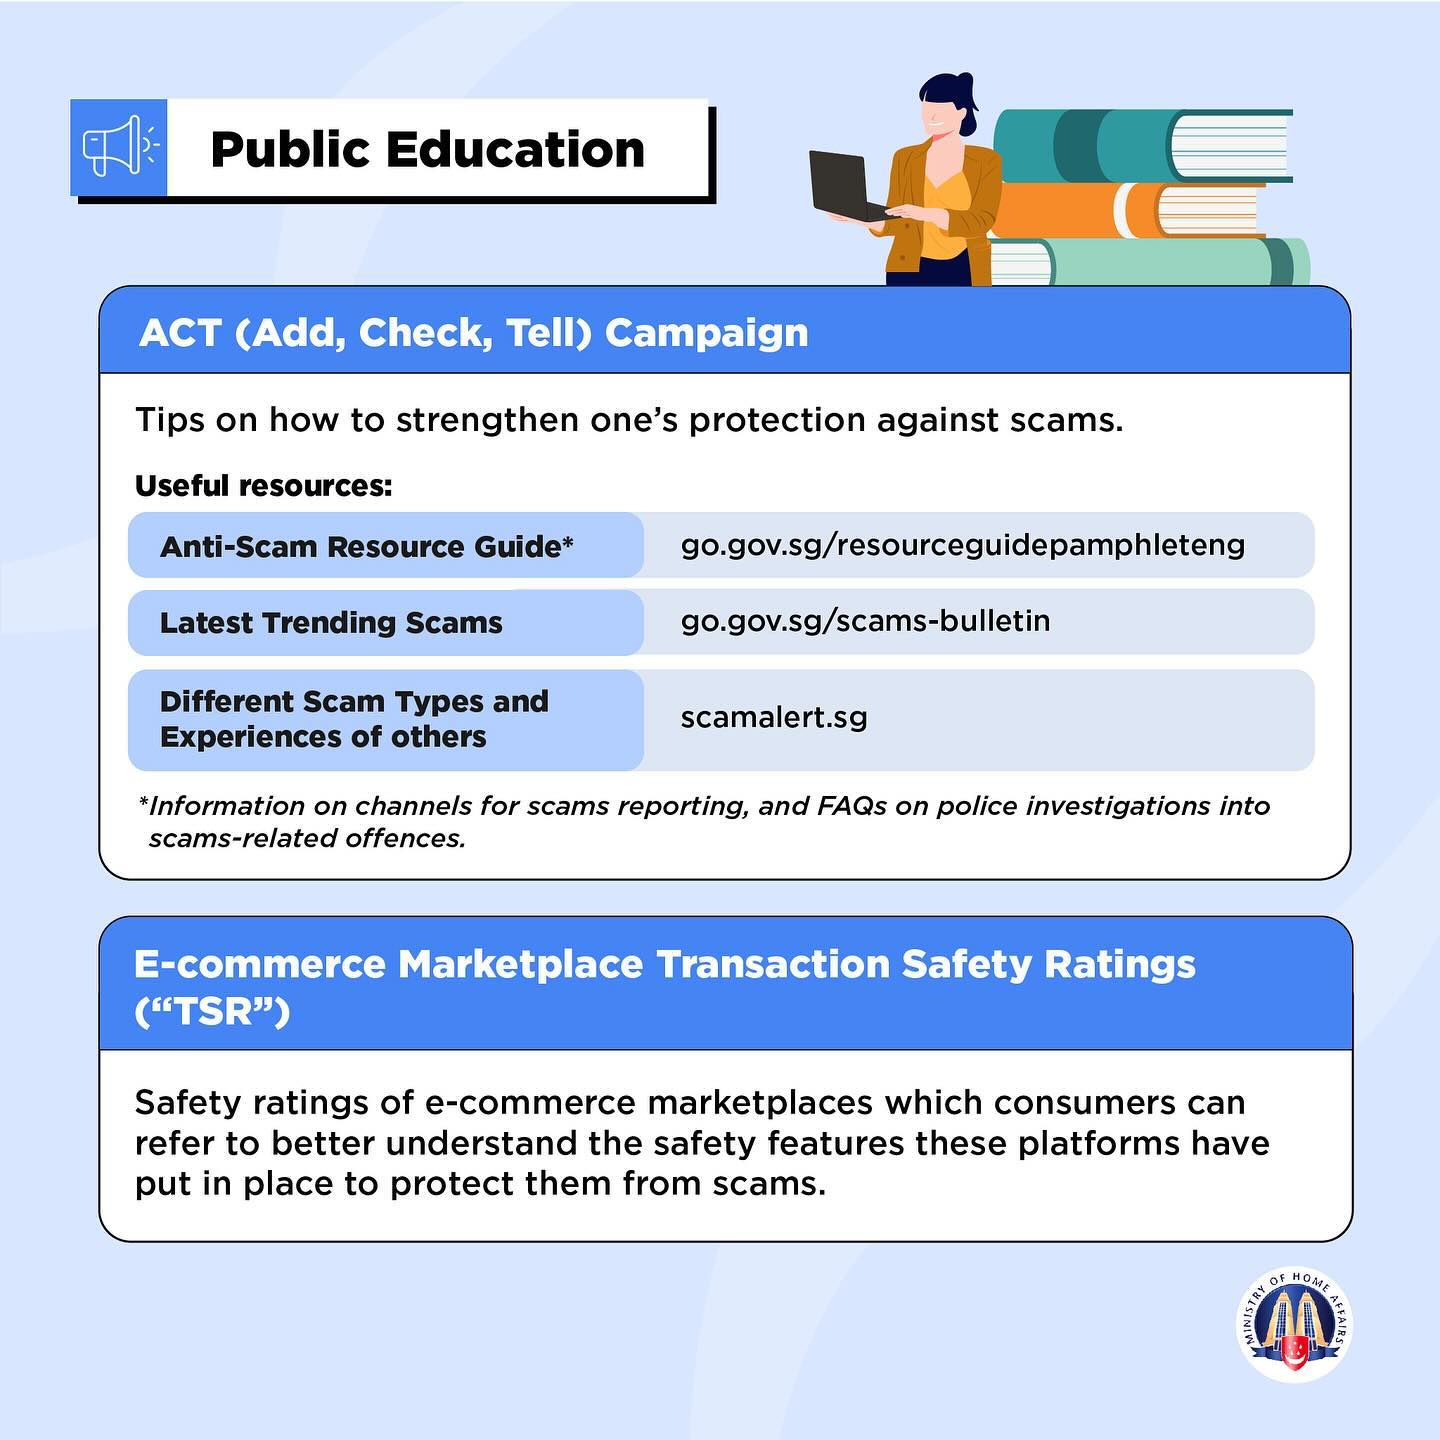 Public Education
ACT (Add, Check, Tell) Campaign
Tips on how to strengthen one’s protection against scams.
Useful resources:
Anti-Scam Resource Guide*
go.gov.sg/resourceguidepamphleteng
Latest Trending Scams
go.gov.sg/scams-bulletin
Different Scam Types and
Experiences of others
scamalert.sg
*Information on channels for scams reporting, and FAQs on police investigations into
scams-related offences.
E-commerce Marketplace Transaction Safety Ratings
(“TSR”)
Safety ratings of e-commerce marketplaces which consumers can
refer to better understand the safety features these platforms have
put in place to protect them from scams.
MINISTRY OF HOME AFFAIRS